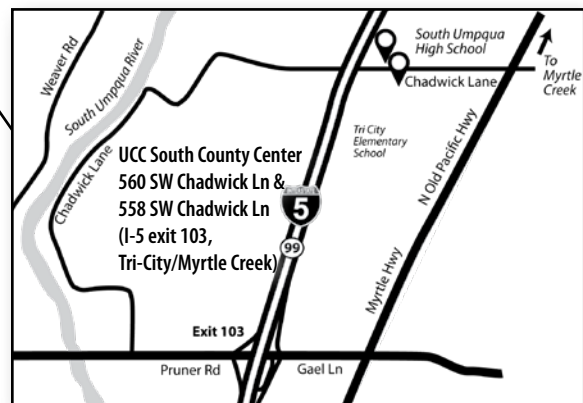 Weaver Rd
South Umpqua River
Chadwick Lane
South Umpqua
High School
To
Myrtle
Creek
Chadwick Lane
Tri City
Elementary
School
UCC South County Center
560 SW Chadwick Ln &
558 SW Chadwick Ln
(I-5 exit 103,
Tri-City/Myrtle Creek)
5
99
N Old Pacific Hwy
Myrtle Hwy
Exit 103
Pruner Rd
Gael Ln